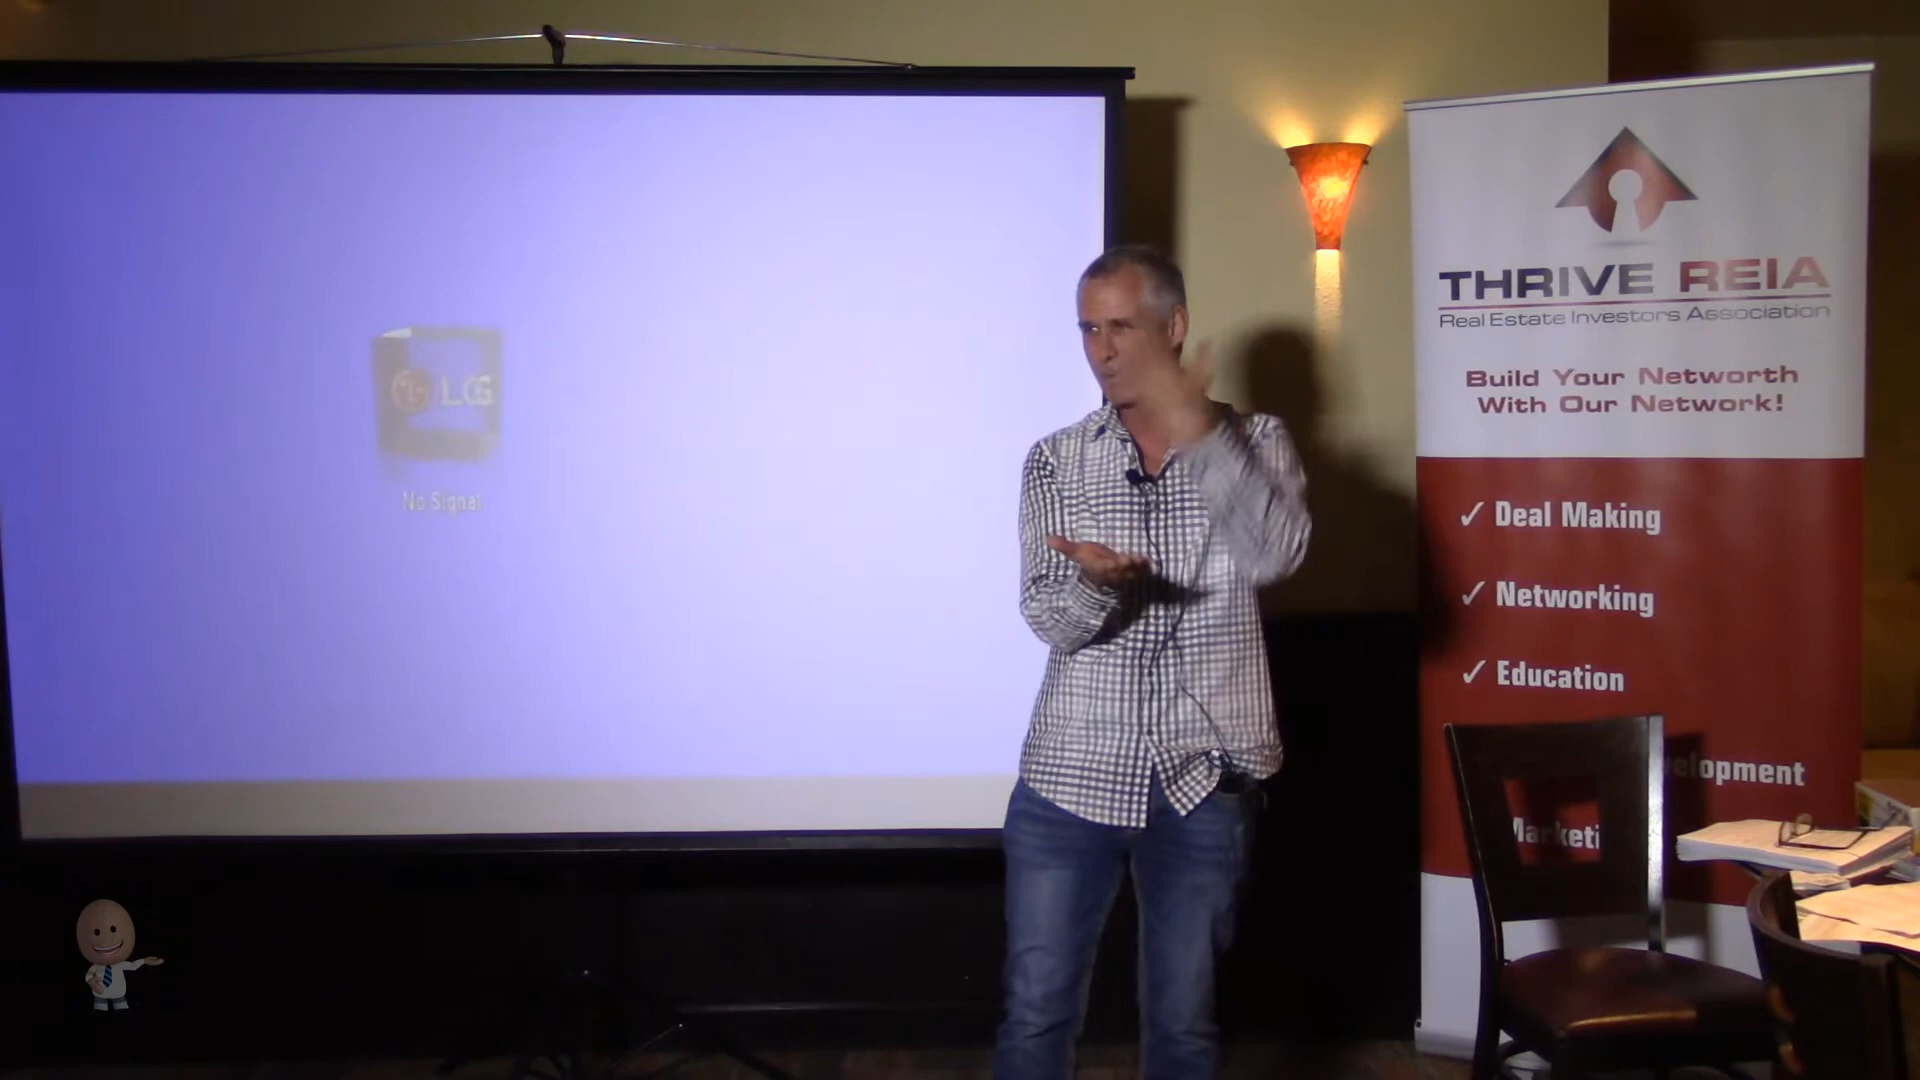 LG
No Signal
THRIVE REIA
Real Estate Investors Association
Build Your Networth
With Our Network!
✓ Deal Making
✓ Networking
✓ Education